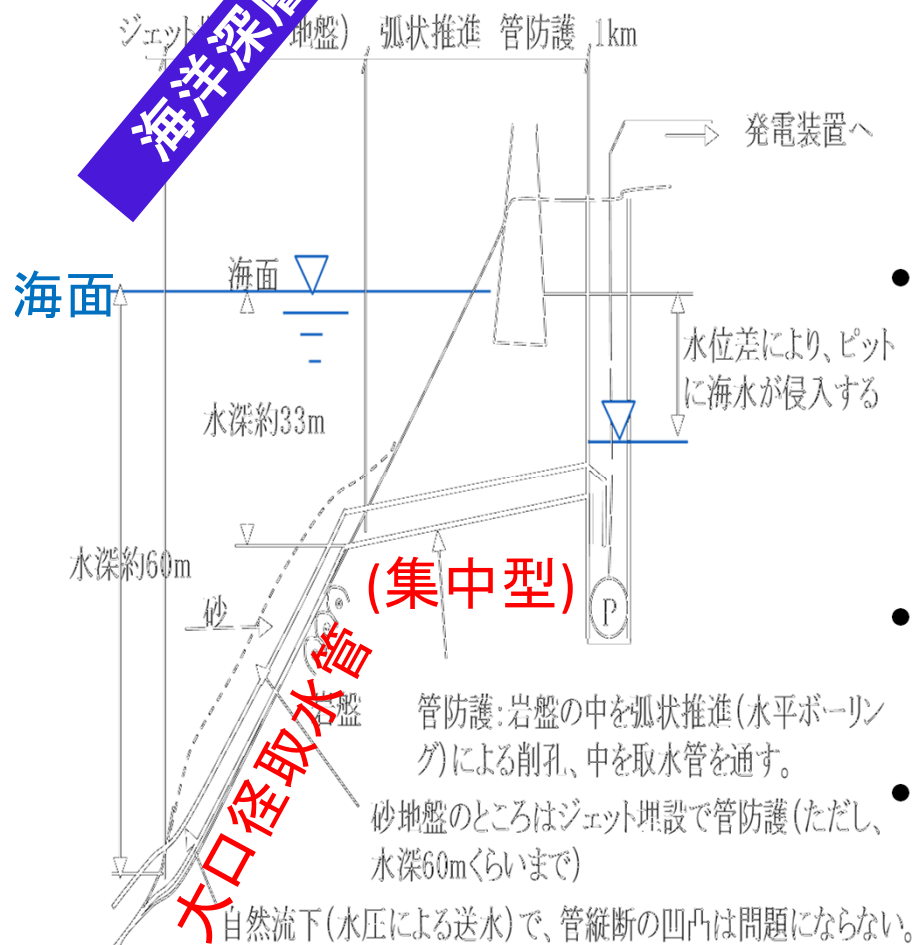 海洋深層
ジェット
地盤） 弧状推進 管防護 1km
発電装置へ
海面
海面
水位差により、ピット
に海水が侵入する
水深約33m
水深約60m
(集中型)
砂
P
大口径取水管
岩盤
管防護：岩盤の中を弧状推進(水平ボーリン
グ)による削孔、中を取水管を通す。
砂地盤のところはジェット埋設で管防護(ただし、
水深60mくらいまで)
自然流下(水圧による送水)で、管縦断の凹凸は問題にならない。